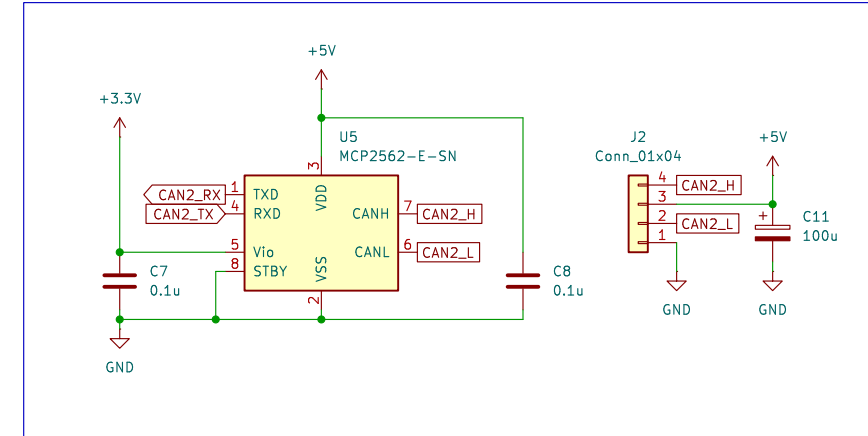 +5V
+3.3V
U5
MCP2562-E-SN
3
VDD
CAN2_RX 1 TXD
CAN2_TX 4 RXD
CANH 7 CAN2_H
5 Vio
CANL 6 CAN2_L
8 STBY
VSS
2
C7
0.1u
C8
0.1u
GND
J2
Conn_01x04
+5V
4 CAN2_H
3
2 CAN2_L
1
+
C11
100u
GND
GND